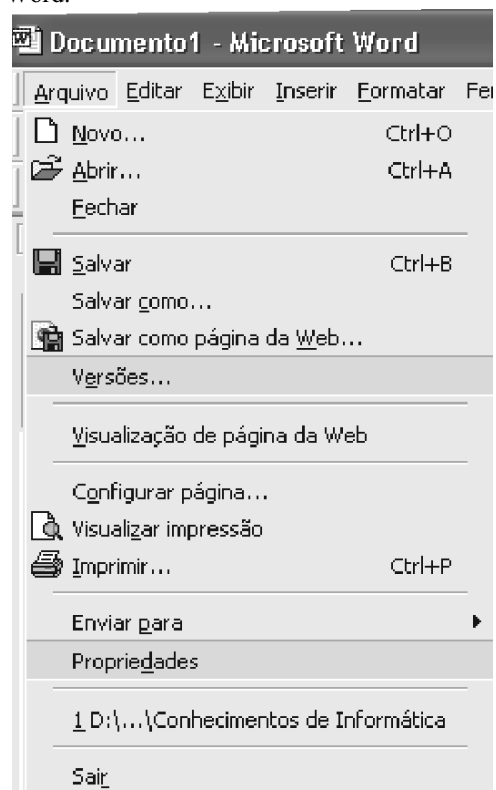 Word.
Documento1 - Microsoft Word
Arquivo Editar Exibir Inserir Formatar Fer
Novo... Ctrl+O
Abrir... Ctrl+A
Fechar
Salvar Ctrl+B
Salvar como...
Salvar como página da Web...
Versões...
Visualização de página da Web
Configurar página...
Visualizar impressão
Imprimir... Ctrl+P
Enviar para
Propriedades
1 D:\...\Conhecimentos de Informática
Sair